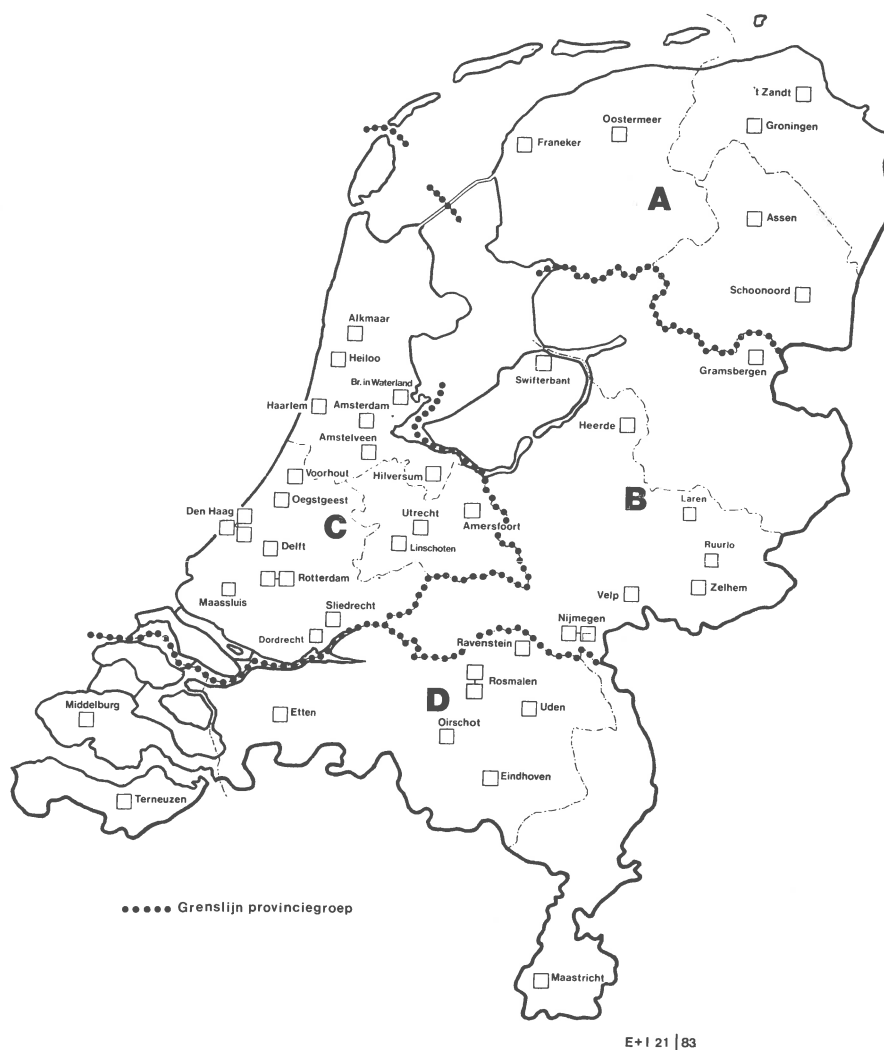 't Zandt
Oostermeer
Groningen
Franeker
A
Assen
Schoonoord
Alkmaar
Heiloo
Gramsbergen
Swifterbant
Br. in Waterland
Haarlem
Amsterdam
Heerde
Amstelveen
Voorhout
Hilversum
B
Laren
Oegstgeest
Den Haag
C
Utrecht
Amersfoort
Linschoten
Delft
Ruurlo
Rotterdam
Zelhem
Maassluis
Velp
Sliedrecht
Nijmegen
Dordrecht
Ravenstein
Rosmalen
D
Middelburg
Etten
Uden
Oirschot
Eindhoven
Terneuzen
Grenslijn provinciegroep
Maastricht
E+I 21 | 83